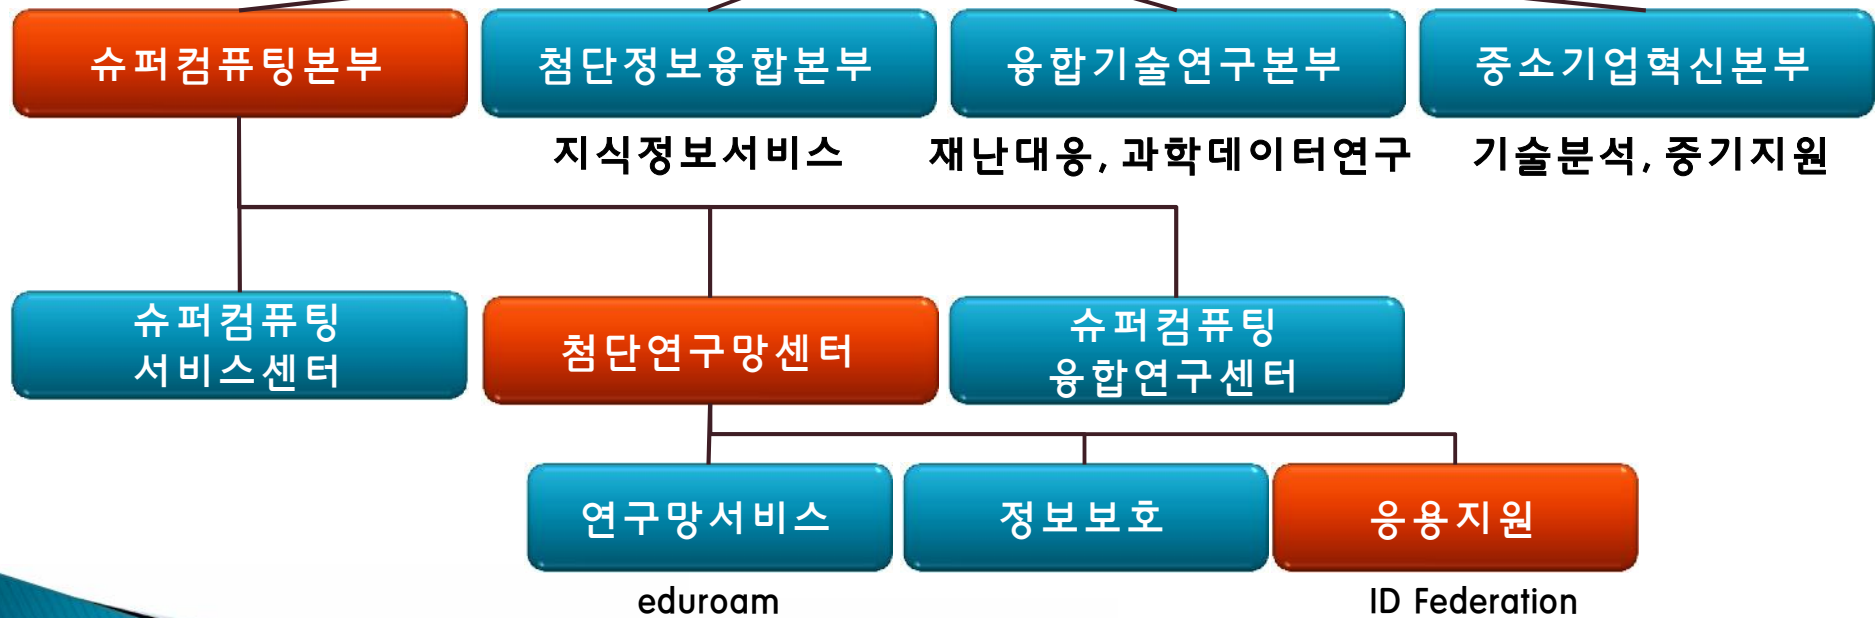 슈퍼컴퓨팅본부
첨단정보융합본부
융합기술연구본부
중소기업혁신본부
지식정보서비스
재난대응, 과학데이터연구
기술분석, 중기지원
슈퍼컴퓨팅
서비스센터
첨단연구망센터
슈퍼컴퓨팅
융합연구센터
연구망서비스
정보보호
응용지원
eduroam
ID Federation